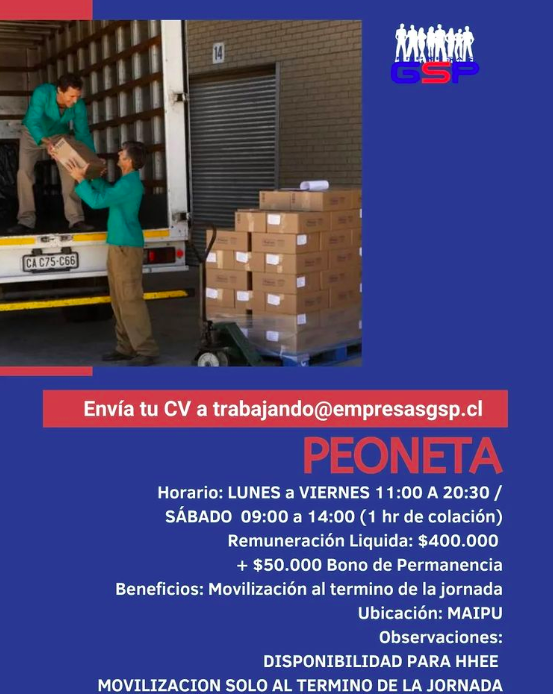 14
GSP
CA C75-C66
Envía tu CV a trabajando@empresasgsp.cl
PEONETA
Horario: LUNES a VIERNES 11:00 A 20:30 /
SÁBADO 09:00 a 14:00 (1 hr de colación)
Remuneración Liquida: $400.000
+ $50.000 Bono de Permanencia
Beneficios: Movilización al termino de la jornada
Ubicación: MAIPU
Observaciones:
DISPONIBILIDAD PARA HHEE
MOVILIZACION SOLO AL TERMINO DE LA JORNADA